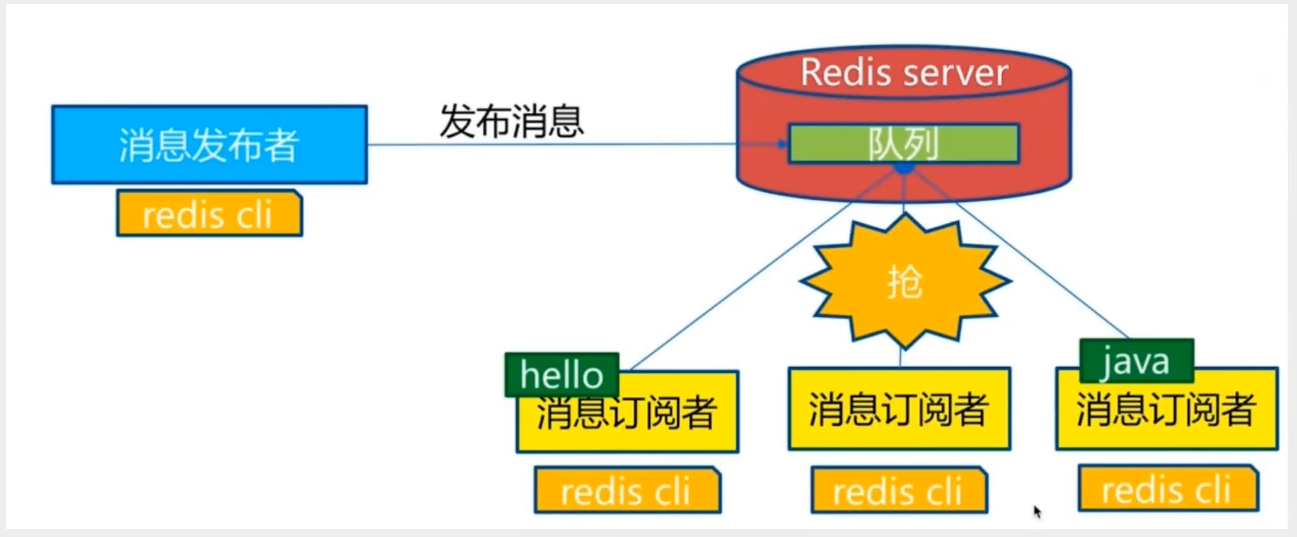 Redis server
发布消息
消息发布者
队列
redis cli
抢
hello
java
消息订阅者
消息订阅者
消息订阅者
redis cli
redis cli
redis cli